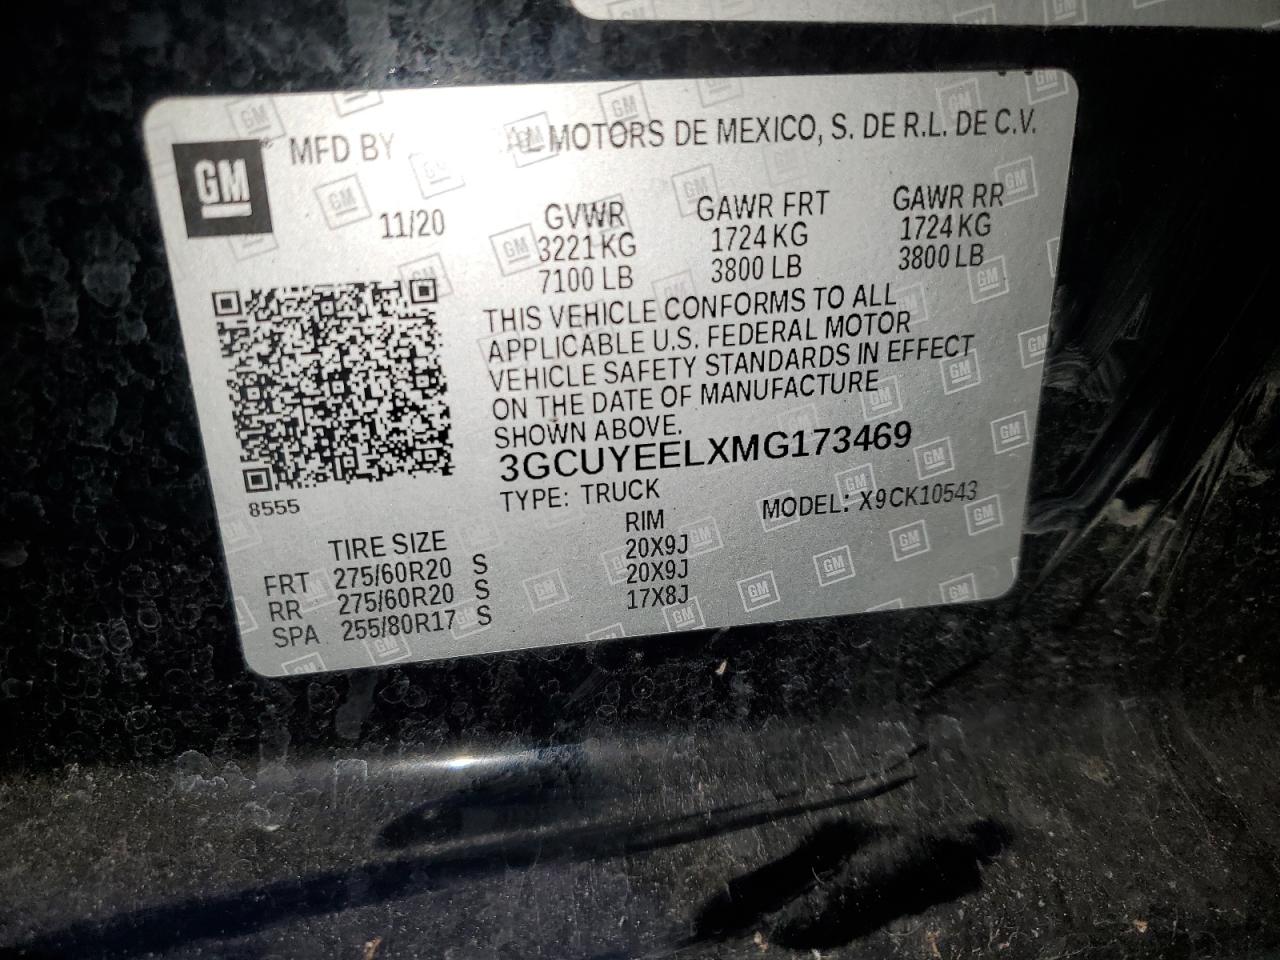 GM
MFD BY AL MOTORS DE MEXICO, S. DE R.L. DE C.V.
11/20
GVWR GAWR FRT GAWR RR
3221 KG 1724 KG 1724 KG
7100 LB 3800 LB 3800 LB
THIS VEHICLE CONFORMS TO ALL
APPLICABLE U.S. FEDERAL MOTOR
VEHICLE SAFETY STANDARDS IN EFFECT
ON THE DATE OF MANUFACTURE
SHOWN ABOVE.
3GCUYEELXMG173469
8555
TYPE: TRUCK MODEL: X9CK10543
TIRE SIZE RIM
FRT 275/60R20 S 20X9J
RR 275/60R20 S 20X9J
SPA 255/80R17 S 17X8J